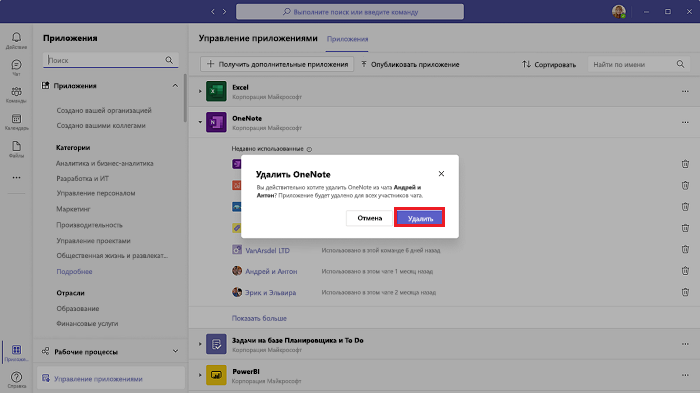 Выполните поиск или введите команду
Действия
Чат
Команды
Календарь
Файлы
Приложе...
Справка
Приложения
Поиск
Приложения
Создано вашей организацией
Создано вашими коллегами
Категории
Аналитика и бизнес-аналитика
Разработка и ИТ
Управление персоналом
Маркетинг
Производительность
Управление проектами
Общественная жизнь и развлекат...
Подробнее
Отрасли
Образование
Финансовые услуги
Рабочие процессы
Управление приложениями
Управление приложениями Приложения
Получить дополнительные приложения Опубликовать приложение Сортировать Найти по имени
Excel
Корпорация Майкрософт
OneNote
Корпорация Майкрософт
Недавно использованные
Удалить OneNote
Вы действительно хотите удалить OneNote из чата Андрей и
Антон? Приложение будет удалено для всех участников чата.
Отмена Удалить
VanArsdel LTD Использовано в этой команде 6 дней назад
Андрей и Антон Использовано в этом чате 1 месяц назад
Эрик и Эльвира Использовано в этом чате 2 месяца назад
Показать больше
Задачи на базе Планировщика и To Do
Корпорация Майкрософт
PowerBI
Корпорация Майкрософт